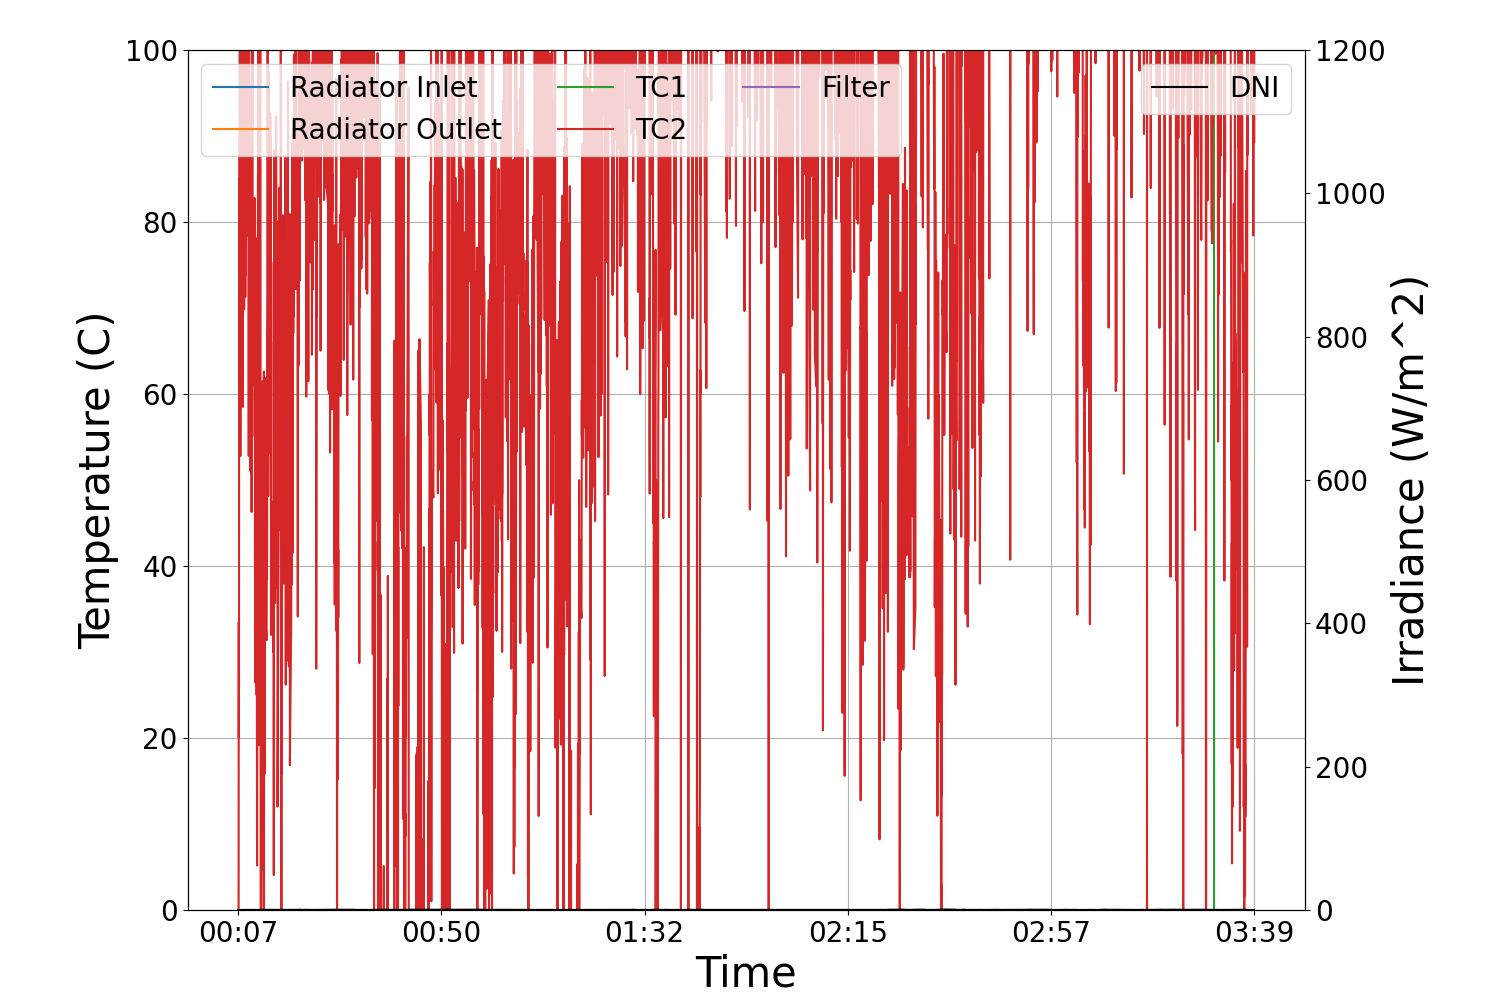 100
80
60
40
20
0
Temperature (C)
Radiator Inlet
Radiator Outlet
TC1
TC2
Filter
DNI
1200
1000
800
600
400
200
0
Irradiance (W/m^2)
00:07 00:50 01:32 02:15 02:57 03:39
Time